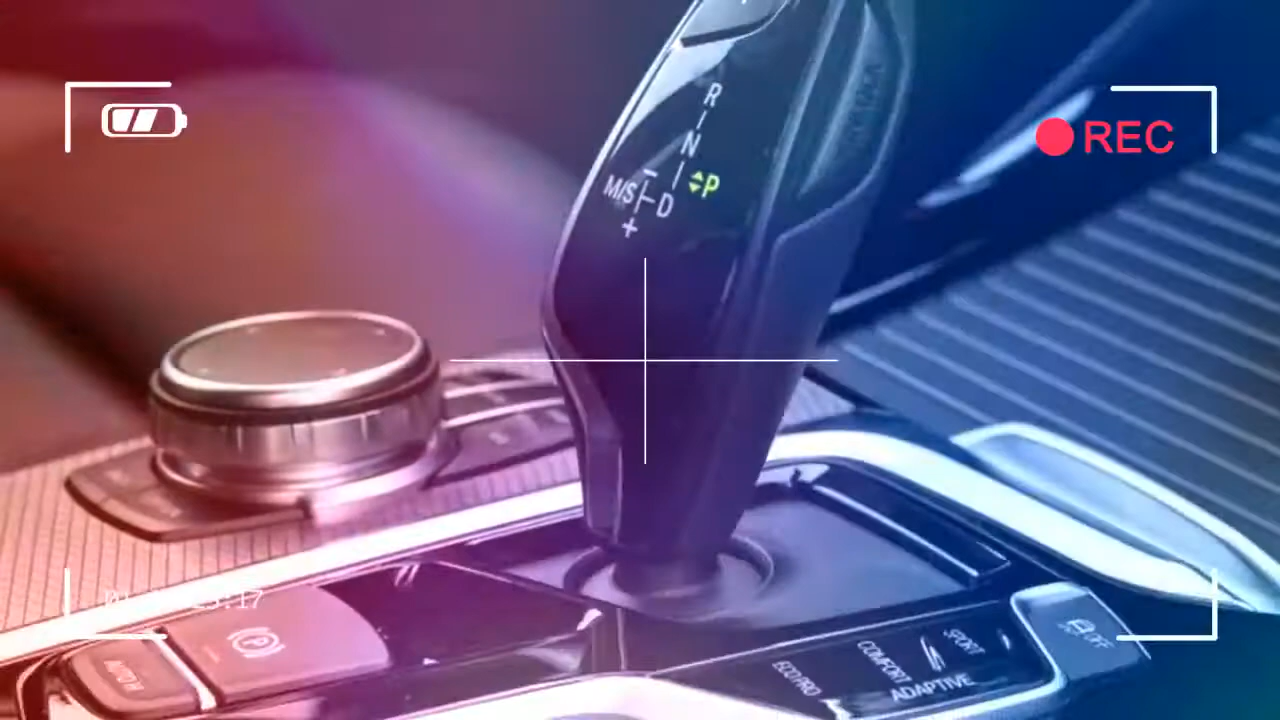 REC
R
N
P
M/S
D
+
SPORT
COMFORT
ADAPTIVE
ECO PRO
OFF
AUTO H
P